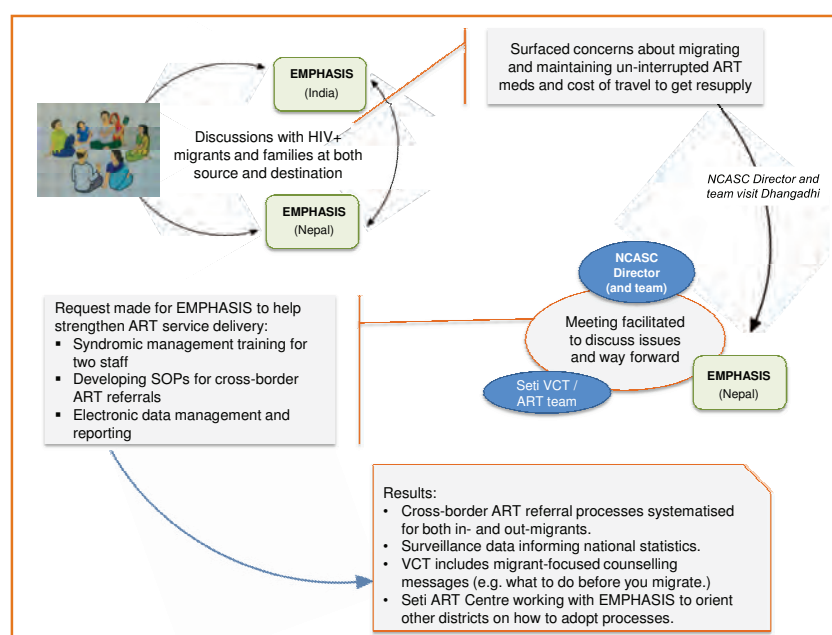 EMPHASIS
(India)
Discussions with HIV+
migrants and families at both
source and destination
EMPHASIS
(Nepal)
Surfaced concerns about migrating
and maintaining un-interrupted ART
meds and cost of travel to get resupply
NCASC Director and
team visit Dhangadhi
NCASC
Director
(and team)
Meeting facilitated
to discuss issues
and way forward
Seti VCT /
ART team
EMPHASIS
(Nepal)
Request made for EMPHASIS to help
strengthen ART service delivery:
▪ Syndromic management training for
two staff
▪ Developing SOPs for cross-border
ART referrals
▪ Electronic data management and
reporting
Results:
• Cross-border ART referral processes systematised
for both in- and out-migrants.
• Surveillance data informing national statistics.
• VCT includes migrant-focused counselling
messages (e.g. what to do before you migrate.)
• Seti ART Centre working with EMPHASIS to orient
other districts on how to adopt processes.